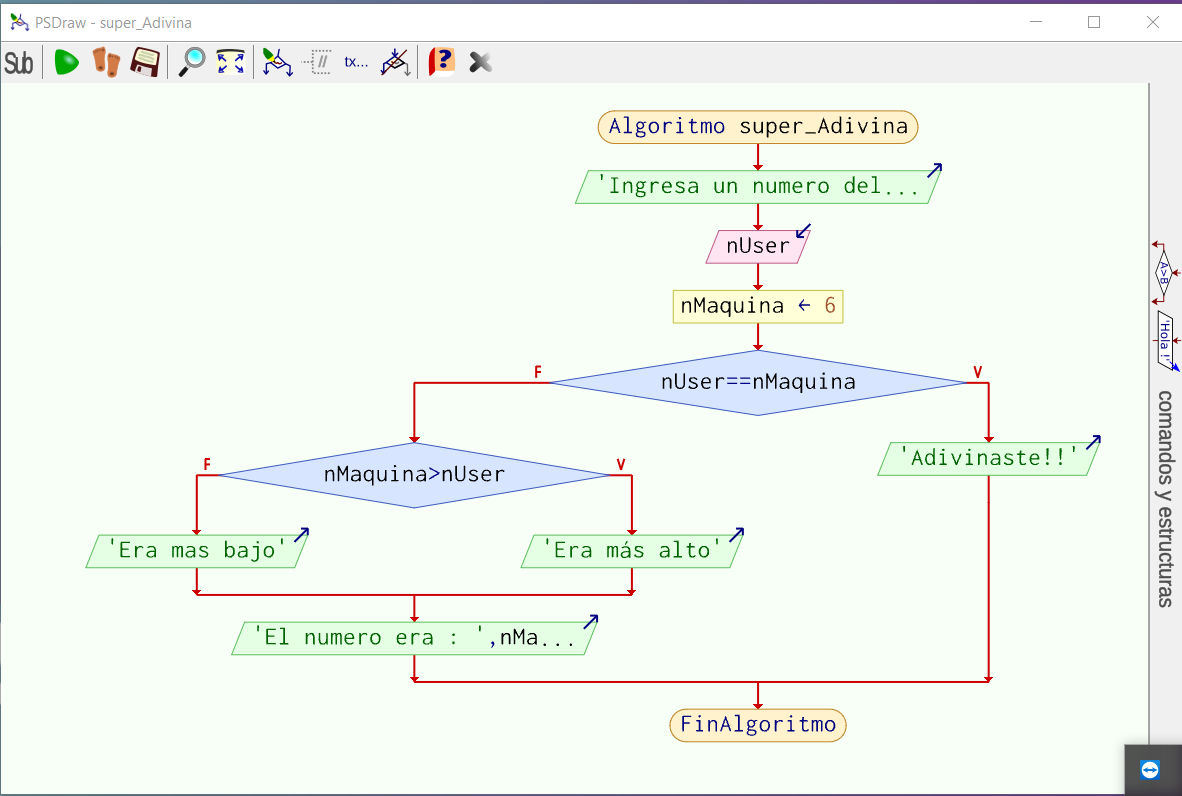 PSDraw - super_Adivina
Sub
tx...
Algoritmo super_Adivina
'Ingresa un numero del...
nUser
nMaquina ← 6
nUser==nMaquina
F
V
nMaquina>nUser
F
V
'Adivinaste!!'
'Era mas bajo'
'Era más alto'
'El numero era : ',nMa...
FinAlgoritmo
A>B
'Hola !'
comandos y estructuras